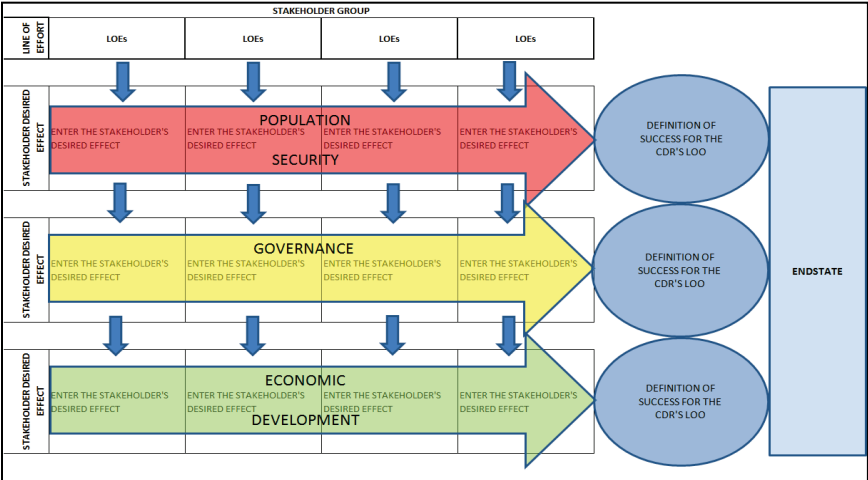 STAKEHOLDER GROUP
LINE OF
EFFORT
LOEs
LOEs
LOEs
LOEs
STAKEHOLDER DESIRED
EFFECT
POPULATION
ENTER THE STAKEHOLDER'S
DESIRED EFFECT
ENTER THE STAKEHOLDER'S
DESIRED EFFECT
ENTER THE STAKEHOLDER'S
DESIRED EFFECT
ENTER THE STAKEHOLDER'S
DESIRED EFFECT
SECURITY
DEFINITION OF
SUCCESS FOR THE
CDR'S LOO
STAKEHOLDER DESIRED
EFFECT
GOVERNANCE
ENTER THE STAKEHOLDER'S
DESIRED EFFECT
ENTER THE STAKEHOLDER'S
DESIRED EFFECT
ENTER THE STAKEHOLDER'S
DESIRED EFFECT
ENTER THE STAKEHOLDER'S
DESIRED EFFECT
DEFINITION OF
SUCCESS FOR THE
CDR'S LOO
ENDSTATE
STAKEHOLDER DESIRED
EFFECT
ECONOMIC
ENTER THE STAKEHOLDER'S
DESIRED EFFECT
ENTER THE STAKEHOLDER'S
DESIRED EFFECT
ENTER THE STAKEHOLDER'S
DESIRED EFFECT
ENTER THE STAKEHOLDER'S
DESIRED EFFECT
DEVELOPMENT
DEFINITION OF
SUCCESS FOR THE
CDR'S LOO